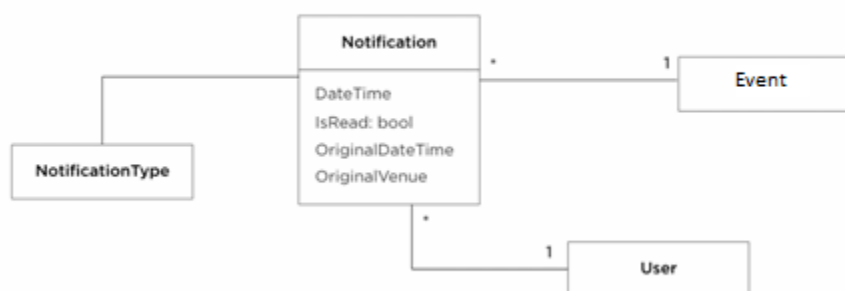 Notification
DateTime
IsRead: bool
OriginalDateTime
OriginalVenue
* 1
Event
NotificationType
* 1
User